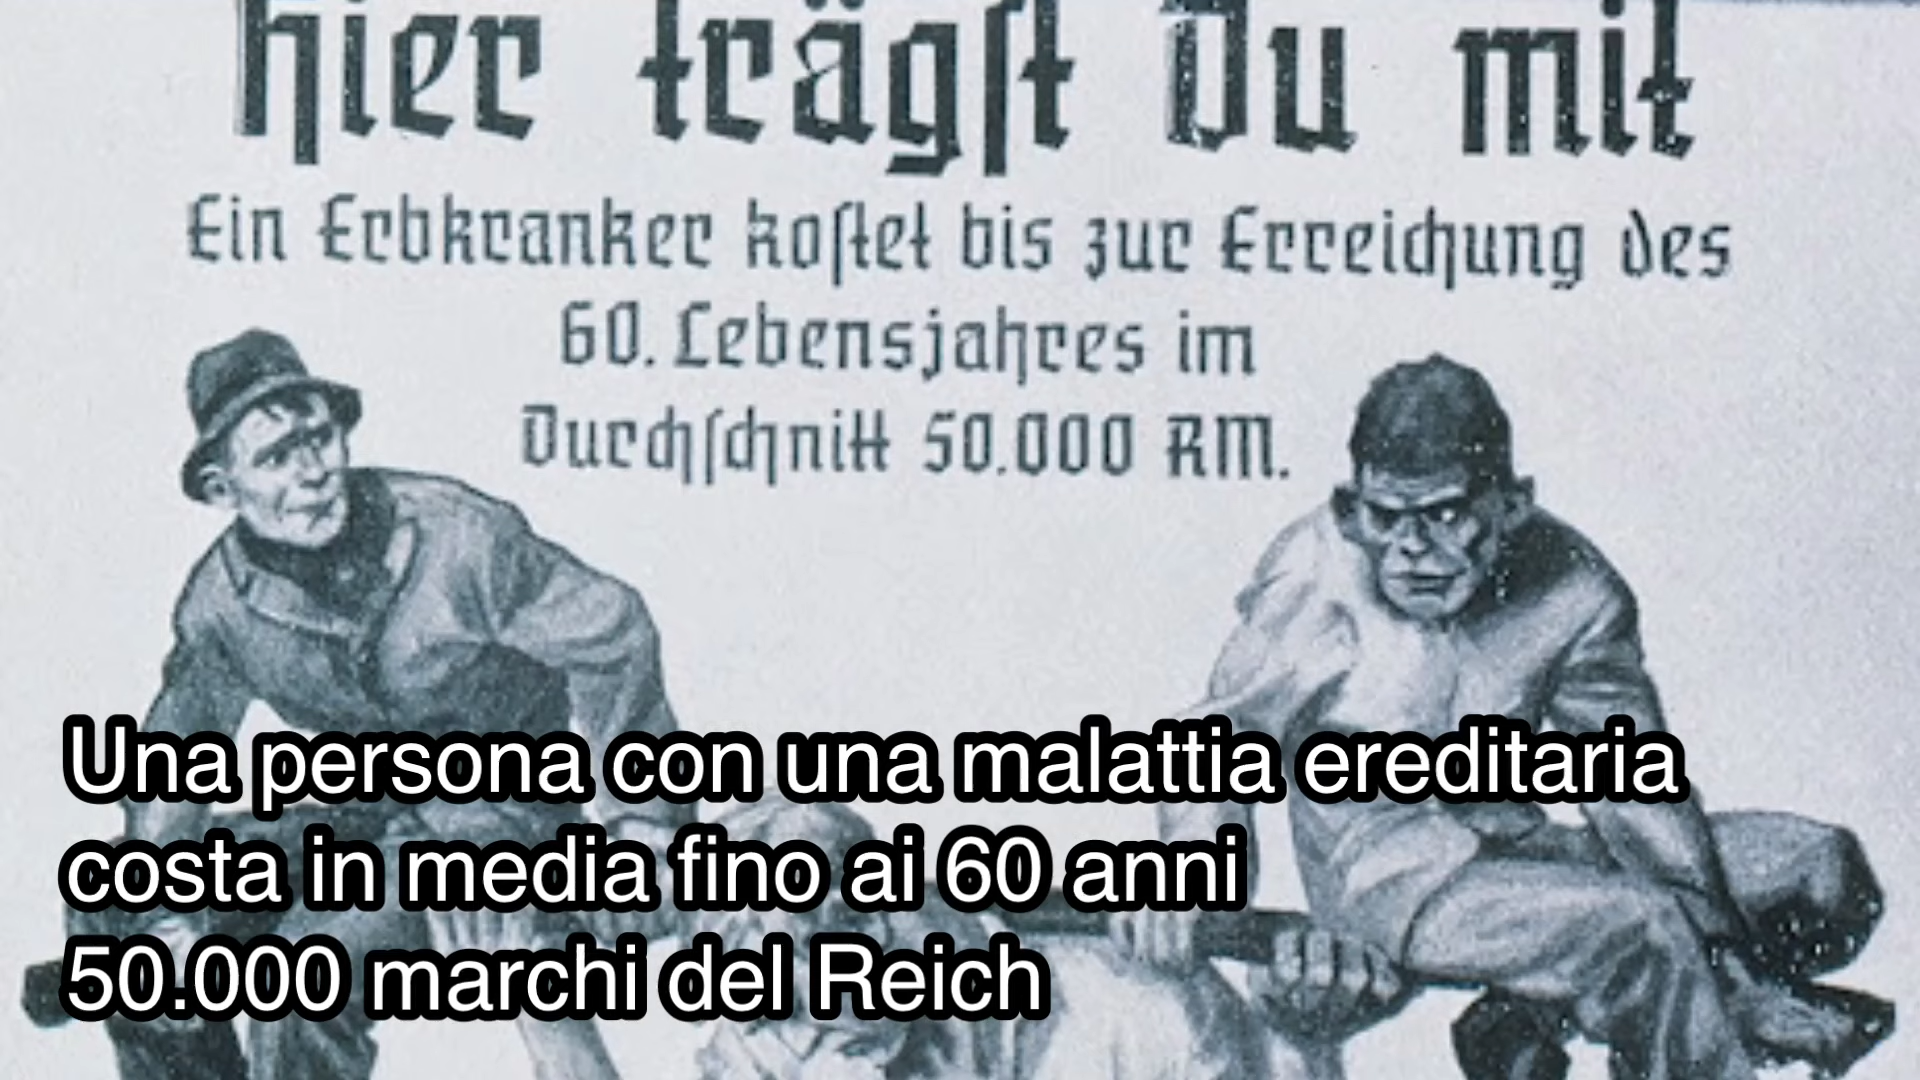 Hier trägst Du mit
Ein Erbkranker kostet bis zur Erreichung des
60. Lebensjahres im
Durchschnitt 50.000 RM.
Una persona con una malattia ereditaria
costa in media fino ai 60 anni
50.000 marchi del Reich